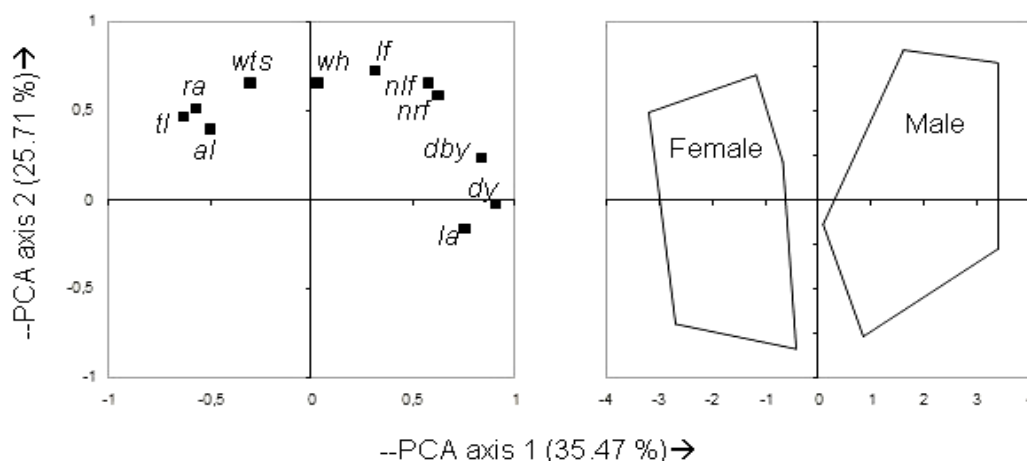 --PCA axis 2 (25.71 %)→
1
0,5
0
-0,5
-1
-1
-0,5
0
0,5
1
tl
ra
al
wts
wh
lf
nlf
nrf
dby
dy
la
Female
Male
-4
-3
-2
-1
0
1
2
3
4
--PCA axis 1 (35.47 %)→